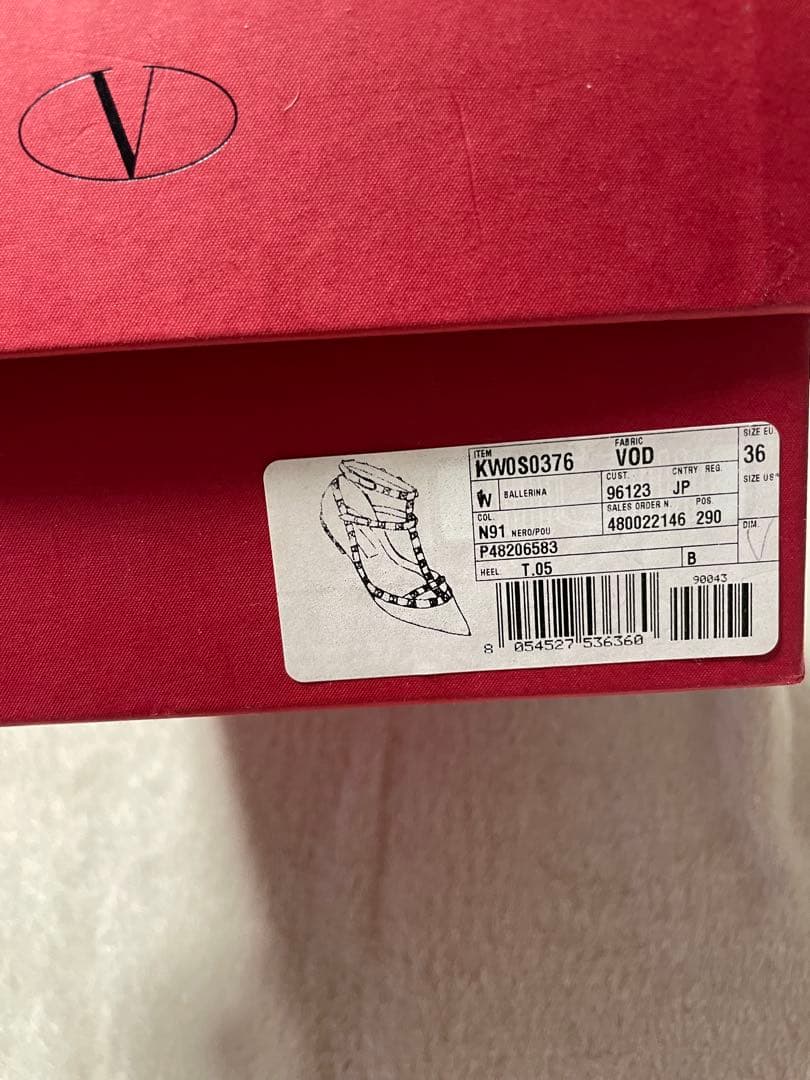 V
ITEM
KW0S0376
FABRIC
VOD
SIZE EU
36
W
BALLERINA
CUST.
96123
CNTRY REG.
JP
SIZE US
COL.
N91 NERO/POU
SALES ORDER N.
480022146
POS.
290
P48206583
DIM.
HEEL T.05
B
90043
8 054527 536360